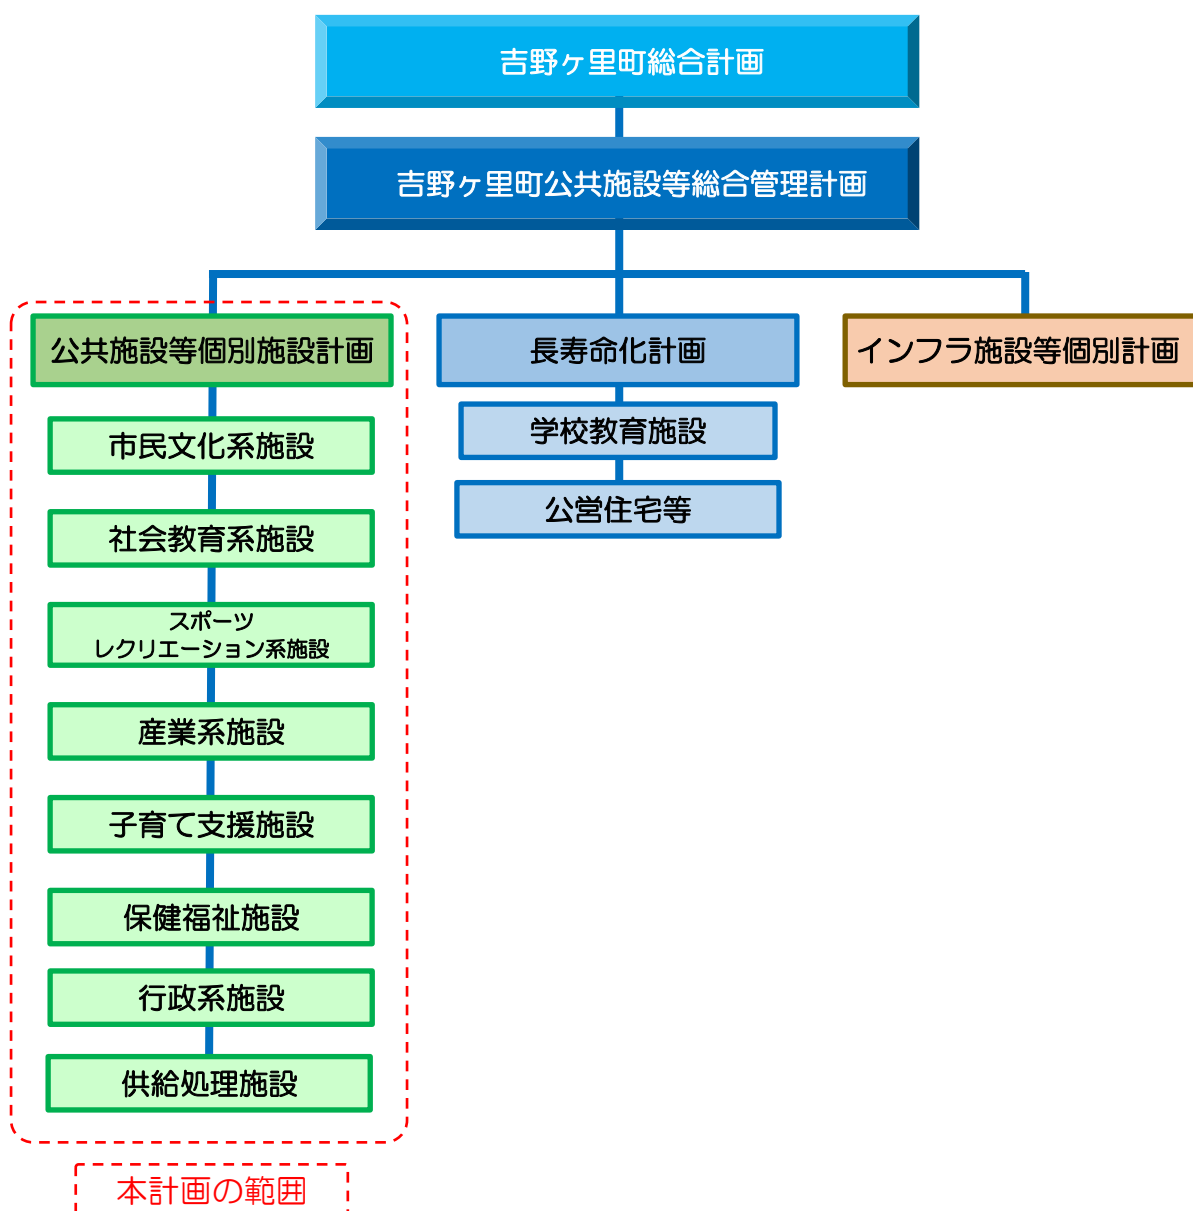 吉野ヶ里町総合計画
吉野ヶ里町公共施設等総合管理計画
公共施設等個別施設計画
市民文化系施設
社会教育系施設
スポーツ
レクリエーション系施設
産業系施設
子育て支援施設
保健福祉施設
行政系施設
供給処理施設
本計画の範囲
長寿命化計画
学校教育施設
公営住宅等
インフラ施設等個別計画